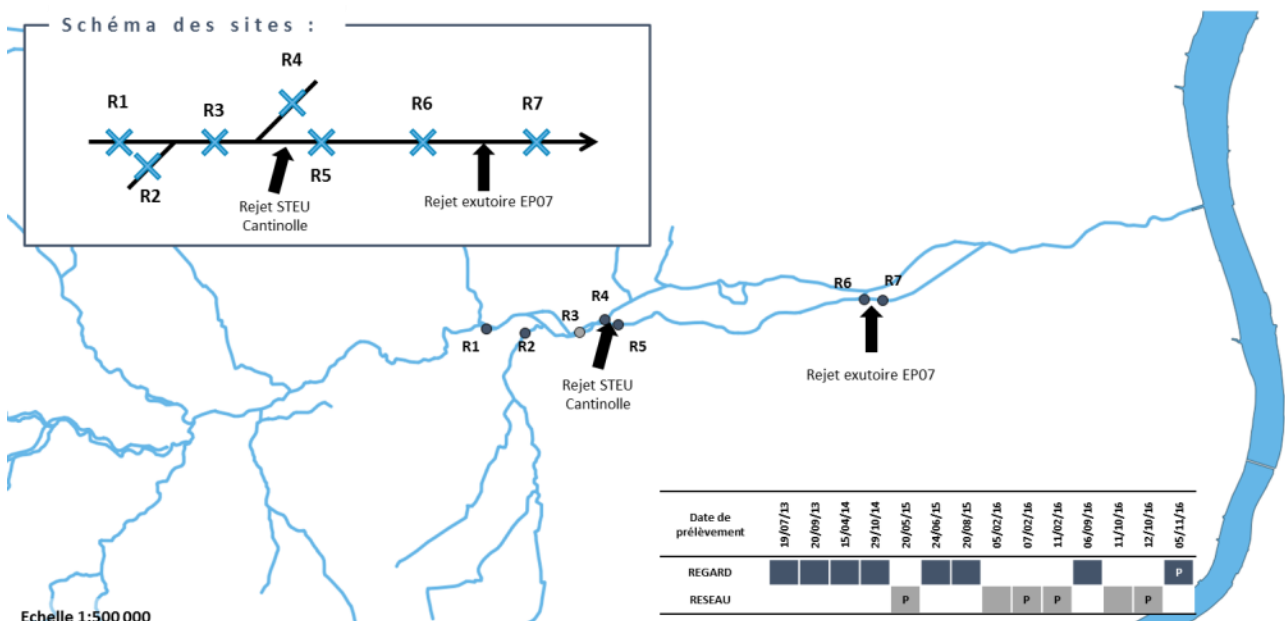 Schéma des sites :
R4
R1
R3
R6
R7
R2
R5
Rejet STEU
Cantinolle
Rejet exutoire EP07
R6
R7
R4
R3
R1
R2
R5
Rejet STEU
Cantinolle
Rejet exutoire EP07
Date de
prélèvement
19/07/13
20/09/13
15/04/14
29/10/14
20/05/15
24/06/15
20/08/15
05/02/16
07/02/16
11/02/16
06/09/16
11/10/16
12/10/16
05/11/16
REGARD P
RESEAU P P P P
Echelle 1:500 000